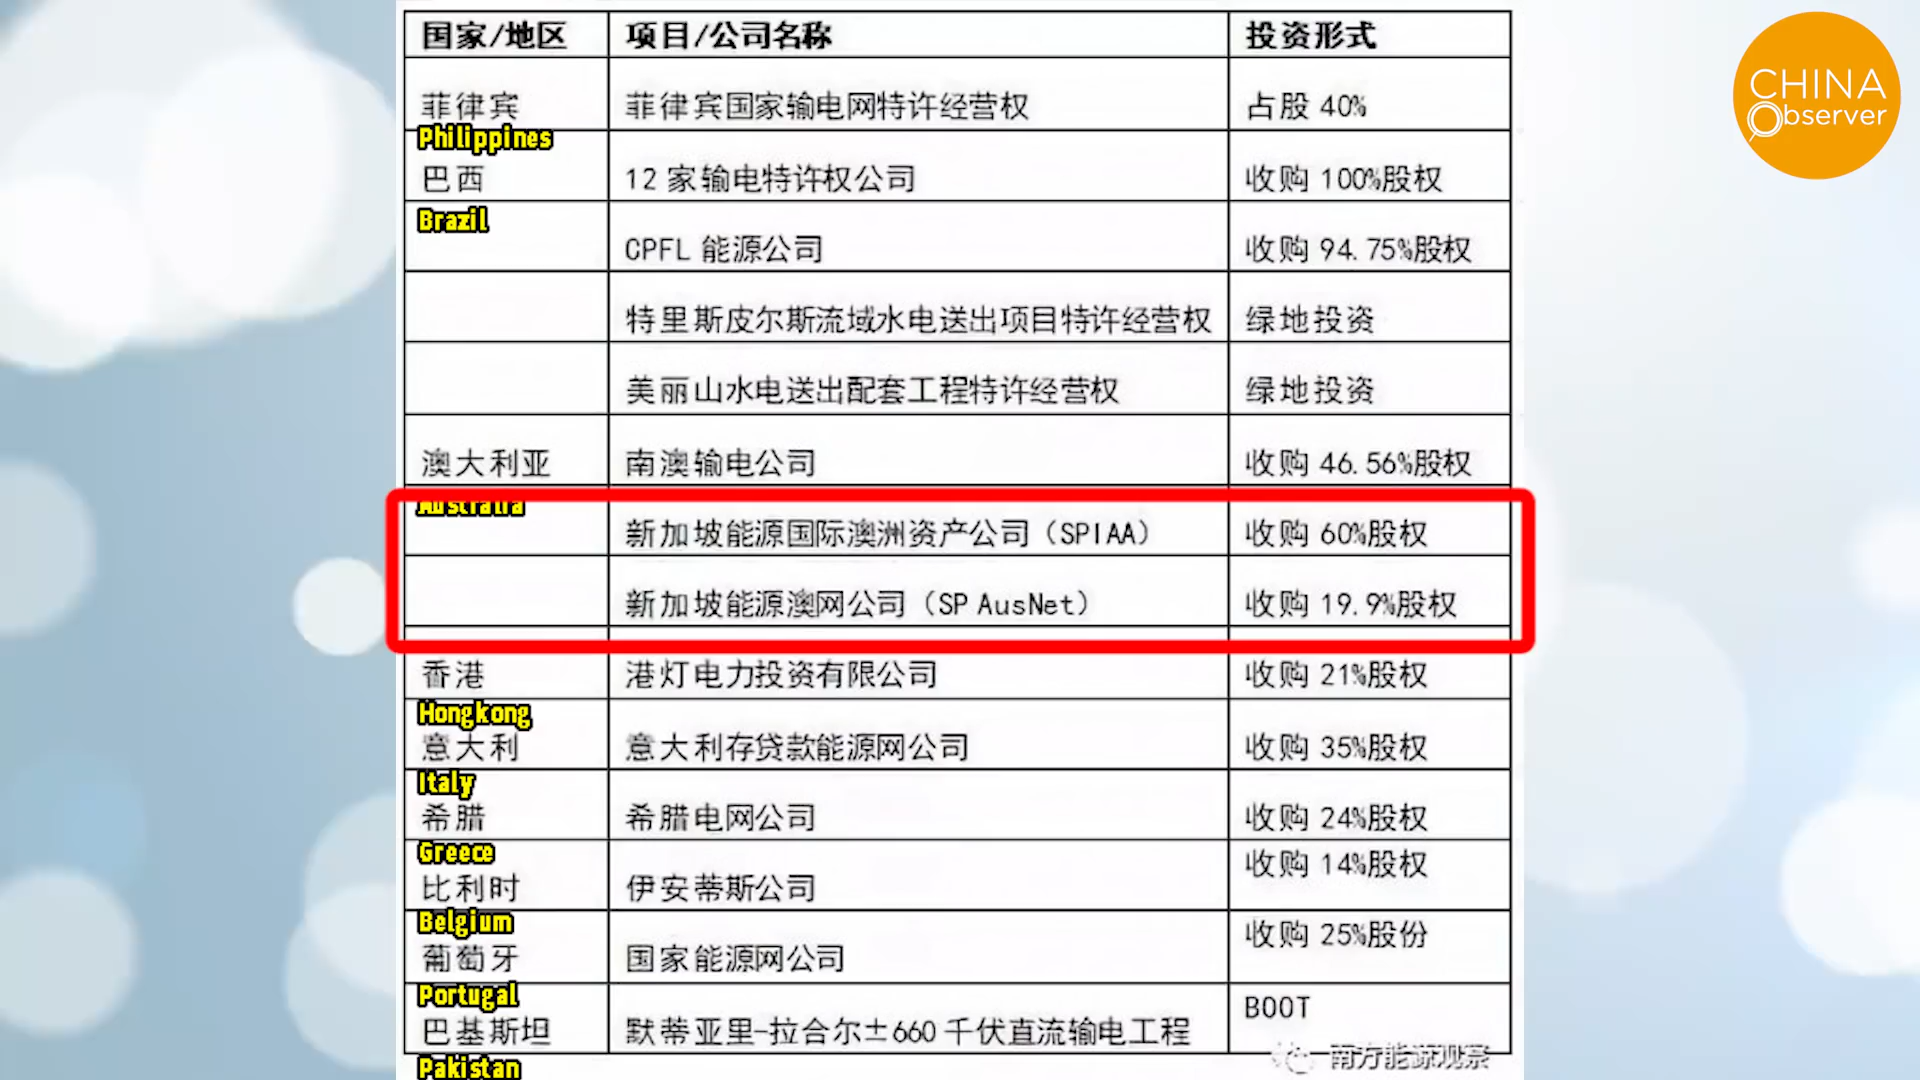 国家/地区 项目/公司名称 投资形式
菲律宾 菲律宾国家输电网特许经营权 占股 40%
Philippines
巴西 12 家输电特许权公司 收购 100%股权
Brazil
CPFL 能源公司 收购 94.75%股权
特里斯皮尔斯流域水电送出项目特许经营权 绿地投资
美丽山水电送出配套工程特许经营权 绿地投资
澳大利亚 南澳输电公司 收购 46.56%股权
Australia
新加坡能源国际澳洲资产公司（SPIAA） 收购 60%股权
新加坡能源澳网公司（SP AusNet） 收购 19.9%股权
香港 港灯电力投资有限公司 收购 21%股权
Hongkong
意大利 意大利存贷款能源网公司 收购 35%股权
Italy
希腊 希腊电网公司 收购 24%股权
Greece
比利时 伊安蒂斯公司 收购 14%股权
Belgium
葡萄牙 国家能源网公司 收购 25%股份
Portugal
巴基斯坦 默蒂亚里-拉合尔±660 千伏直流输电工程 BOOT
Pakistan
南方能源观察
CHINA
Observer